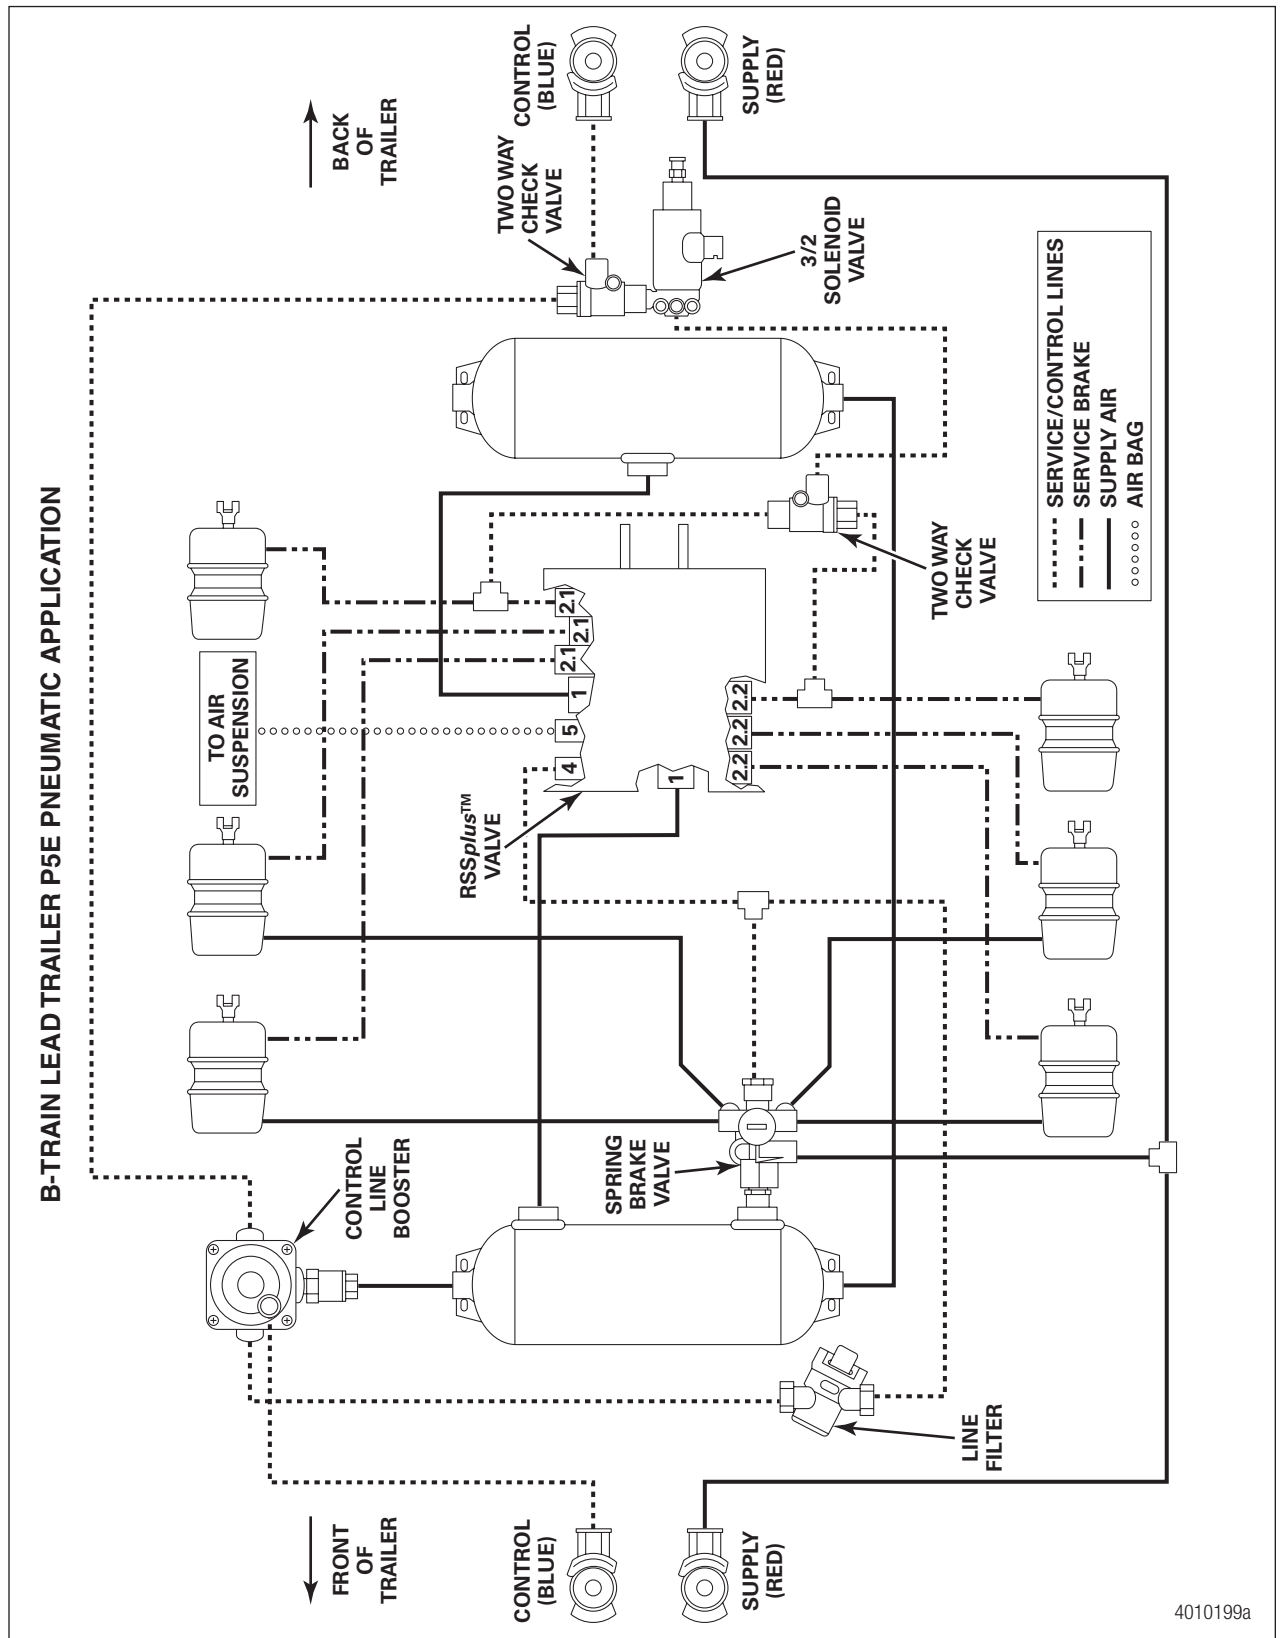 B-TRAIN LEAD TRAILER P5E PNEUMATIC APPLICATION
FRONT
OF
TRAILER
BACK
OF
TRAILER
CONTROL
LINE
BOOSTER
TO AIR
SUSPENSION
CONTROL
(BLUE)
SUPPLY
(RED)
LINE
FILTER
SPRING
BRAKE
VALVE
RSSplus™
VALVE
4
5
1
2.1
2.1
2.1
1
2.2
2.2
2.2
TWO WAY
CHECK
VALVE
TWO WAY
CHECK
VALVE
3/2
SOLENOID
VALVE
CONTROL
(BLUE)
SUPPLY
(RED)
SERVICE/CONTROL LINES
SERVICE BRAKE
SUPPLY AIR
AIR BAG
4010199a